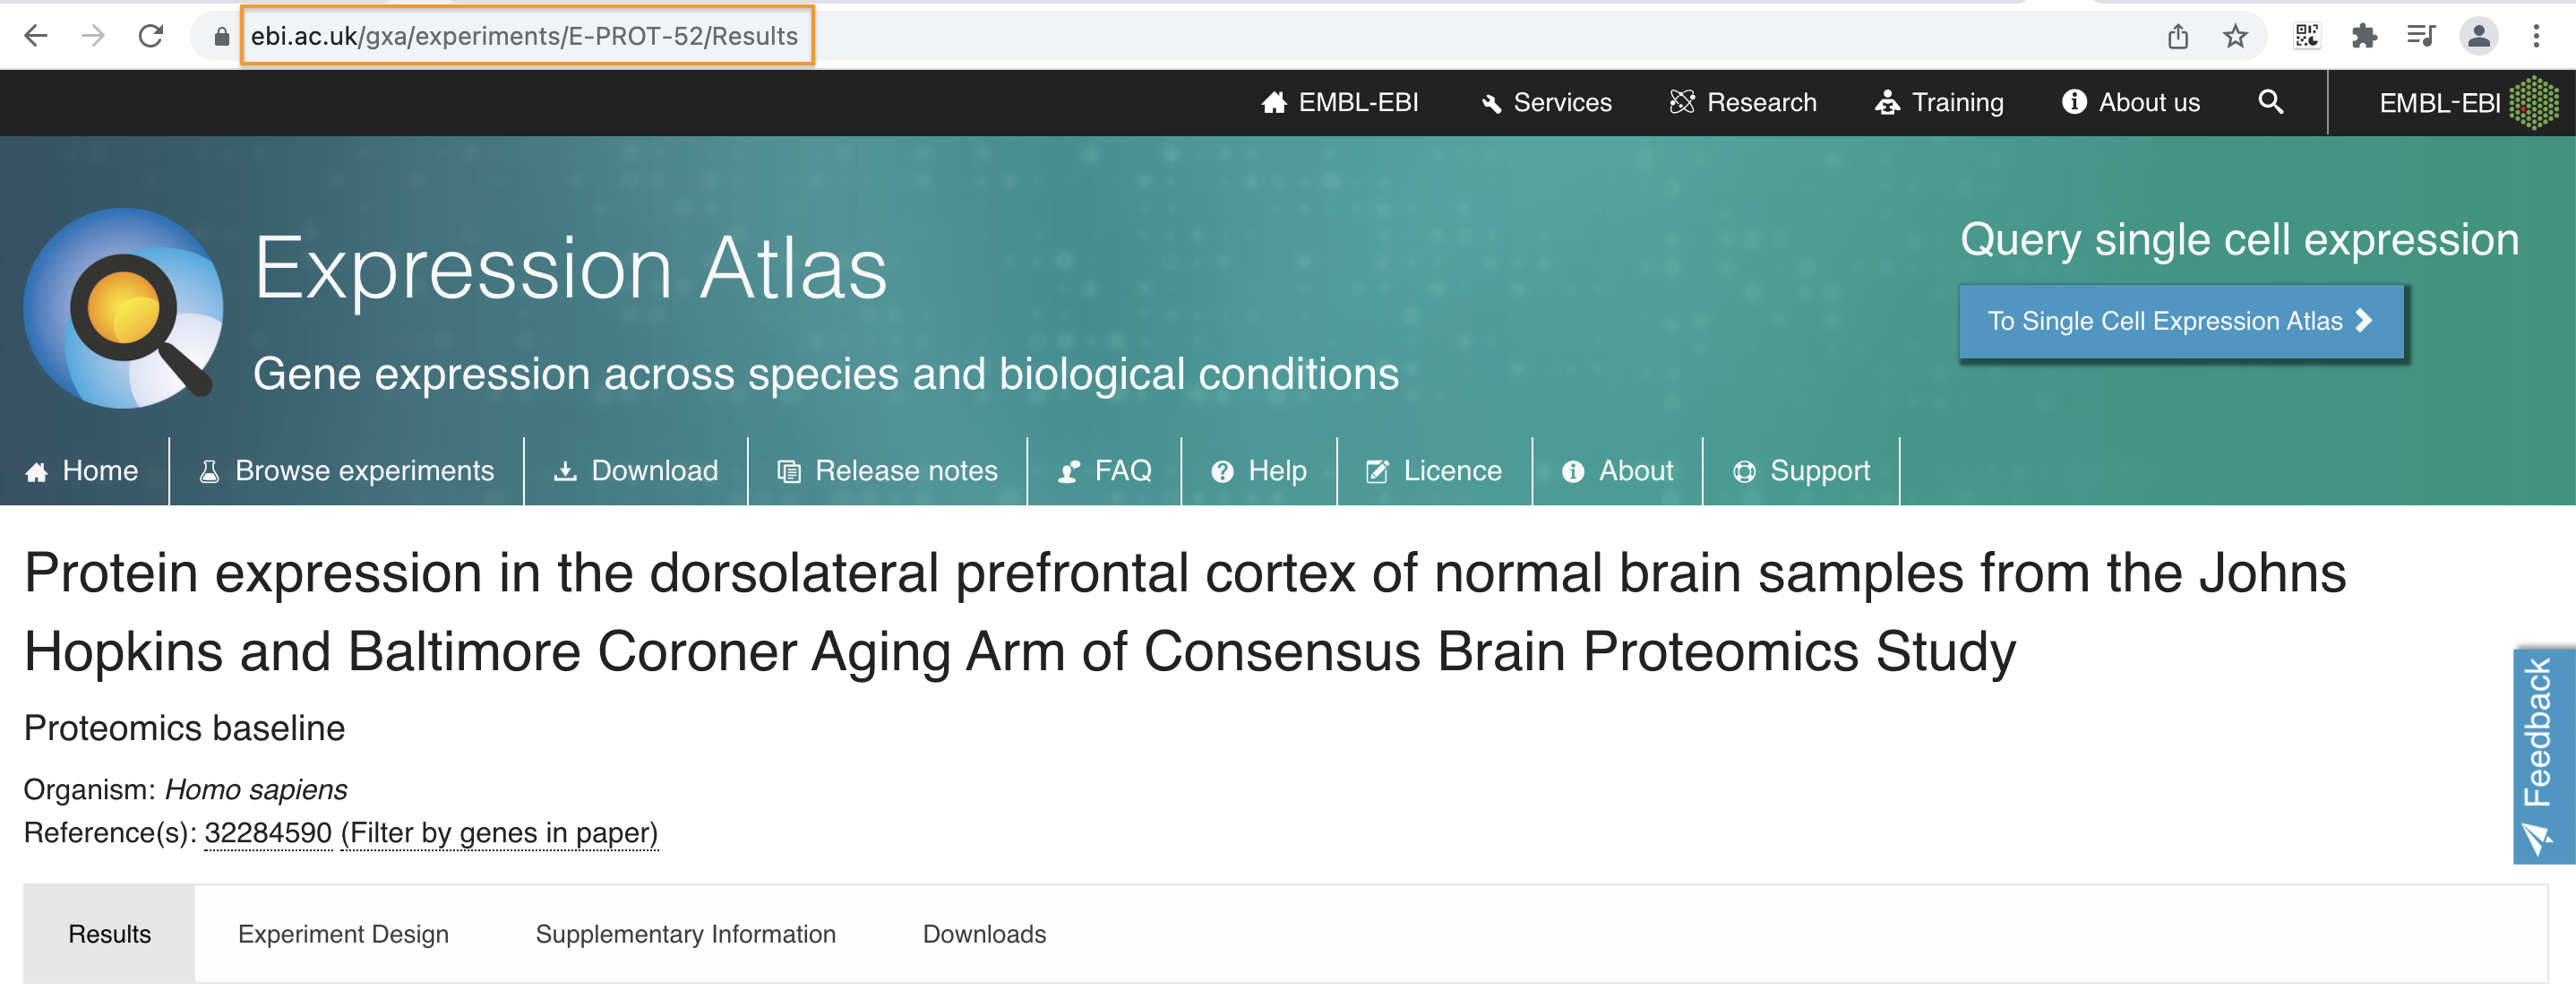 ebi.ac.uk/gxa/experiments/E-PROT-52/Results
EMBL-EBI Services Research Training About us EMBL-EBI
Expression Atlas
Query single cell expression
To Single Cell Expression Atlas
Gene expression across species and biological conditions
Home Browse experiments Download Release notes FAQ Help Licence About Support
Protein expression in the dorsolateral prefrontal cortex of normal brain samples from the Johns
Hopkins and Baltimore Coroner Aging Arm of Consensus Brain Proteomics Study
Proteomics baseline
Organism: Homo sapiens
Reference(s): 32284590 (Filter by genes in paper)
Feedback
Results Experiment Design Supplementary Information Downloads